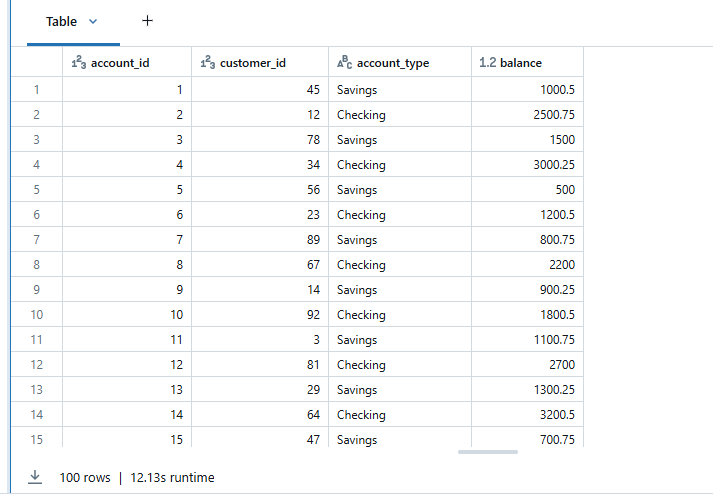 Table +
123 account_id 123 customer_id ABC account_type 1.2 balance
1 1 45 Savings 1000.5
2 2 12 Checking 2500.75
3 3 78 Savings 1500
4 4 34 Checking 3000.25
5 5 56 Savings 500
6 6 23 Checking 1200.5
7 7 89 Savings 800.75
8 8 67 Checking 2200
9 9 14 Savings 900.25
10 10 92 Checking 1800.5
11 11 3 Savings 1100.75
12 12 81 Checking 2700
13 13 29 Savings 1300.25
14 14 64 Checking 3200.5
15 15 47 Savings 700.75
100 rows | 12.13s runtime